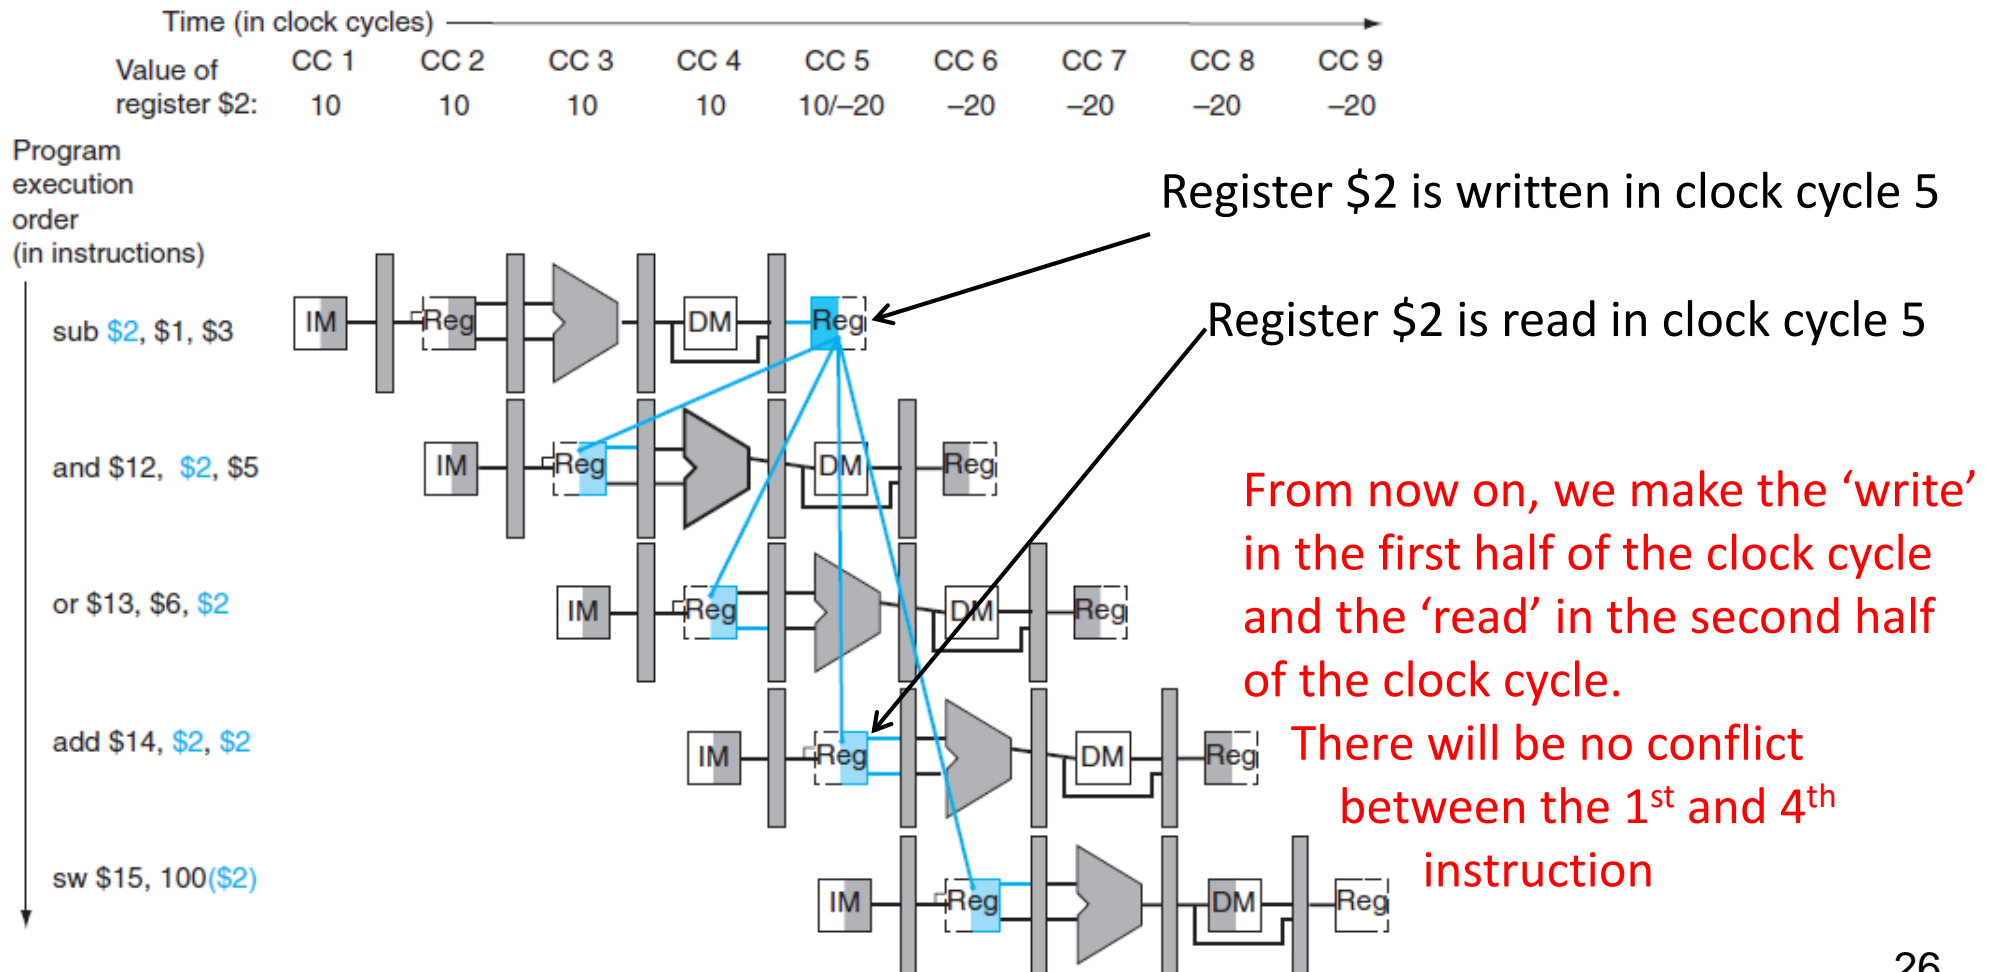 Time (in clock cycles)
CC 1 CC 2 CC 3 CC 4 CC 5 CC 6 CC 7 CC 8 CC 9
Value of
register $2: 10 10 10 10 10/–20 –20 –20 –20 –20
Program
execution
order
(in instructions)
Register $2 is written in clock cycle 5
Register $2 is read in clock cycle 5
sub $2, $1, $3 IM Reg DM Reg
and $12, $2, $5 IM Reg DM Reg
or $13, $6, $2 IM Reg DM Reg
add $14, $2, $2 IM Reg DM Reg
sw $15, 100($2) IM Reg DM Reg
From now on, we make the ‘write’
in the first half of the clock cycle
and the ‘read’ in the second half
of the clock cycle.
There will be no conflict
between the 1st and 4th
instruction
26